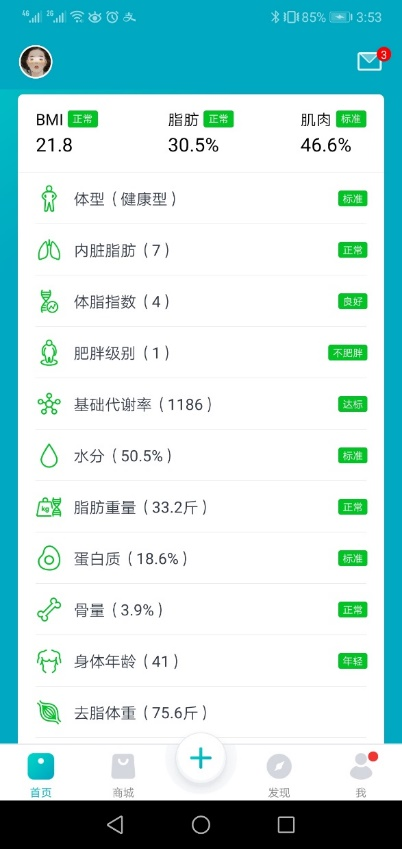 4G 2G 85% 3:53
3
BMI 正常 脂肪 正常 肌肉 标准
21.8 30.5% 46.6%
体型（健康型） 标准
内脏脂肪（7） 正常
体脂指数（4） 良好
肥胖级别（1） 不肥胖
基础代谢率（1186） 达标
水分（50.5%） 标准
kg 脂肪重量（33.2斤） 正常
蛋白质（18.6%） 标准
骨量（3.9%） 正常
身体年龄（41） 年轻
去脂体重（75.6斤）
首页 商城 发现 我